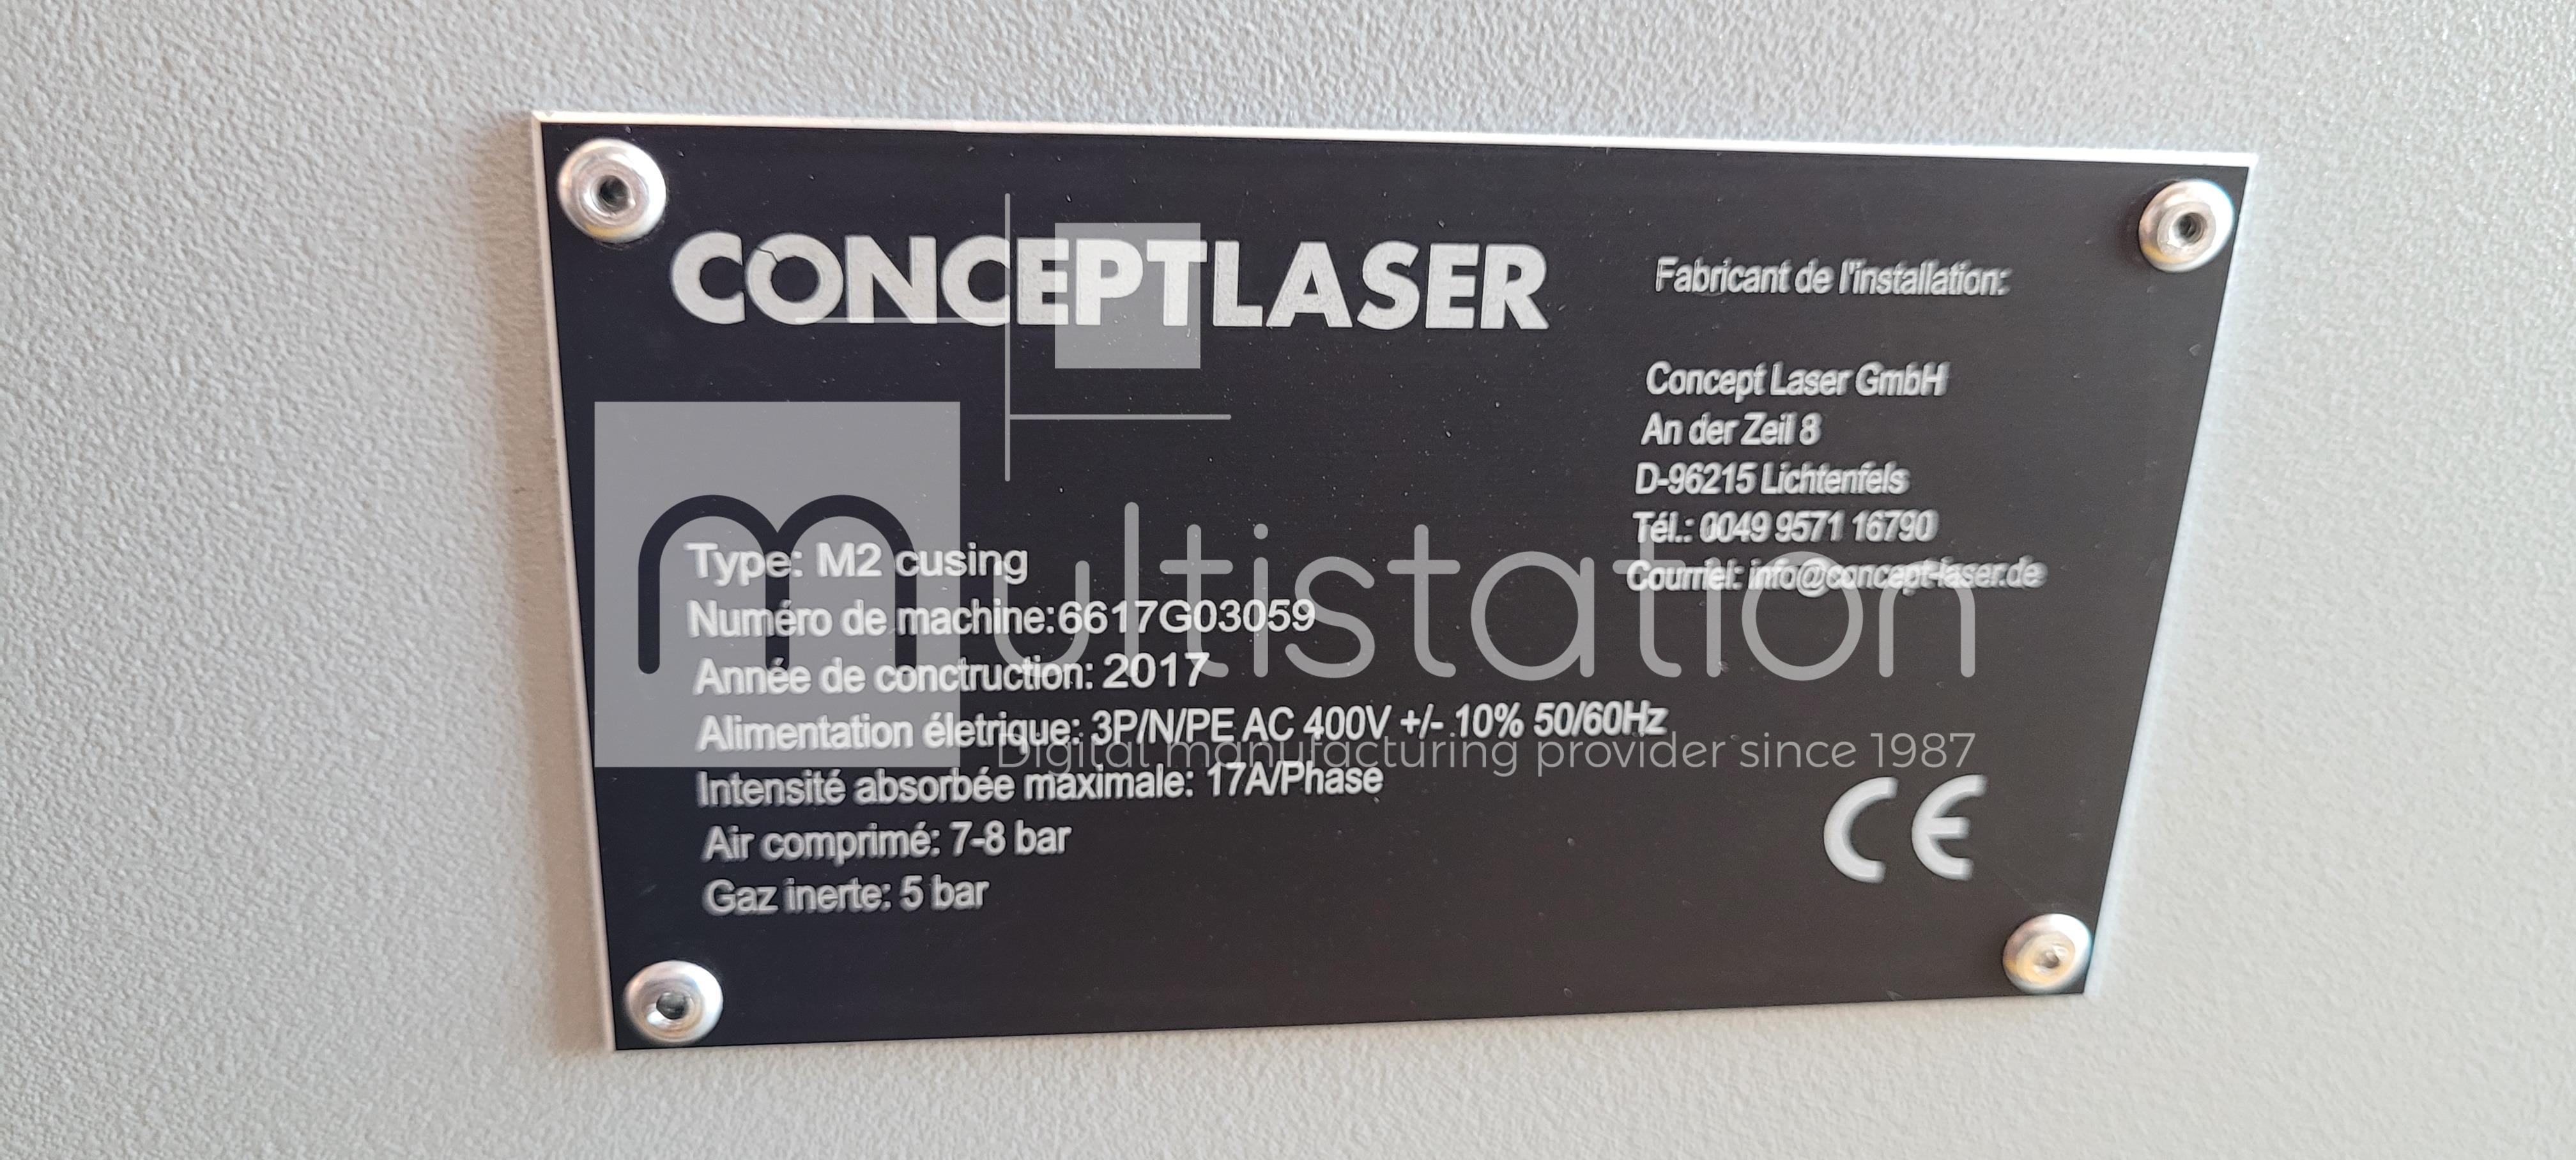 CONCEPTLASER
Fabricant de l'installation:
Concept Laser GmbH
An der Zeil 8
D-96215 Lichtenfels
Tél.: 0049 9571 16790
Courriel: info@concept-laser.de
Type: M2 cusing
Numéro de machine:6617G03059
Année de conctruction: 2017
Alimentation életrique: 3P/N/PE AC 400V +/- 10% 50/60Hz
Intensité absorbée maximale: 17A/Phase
Air comprimé: 7-8 bar
Gaz inerte: 5 bar
CE
multistation
Digital manufacturing provider since 1987